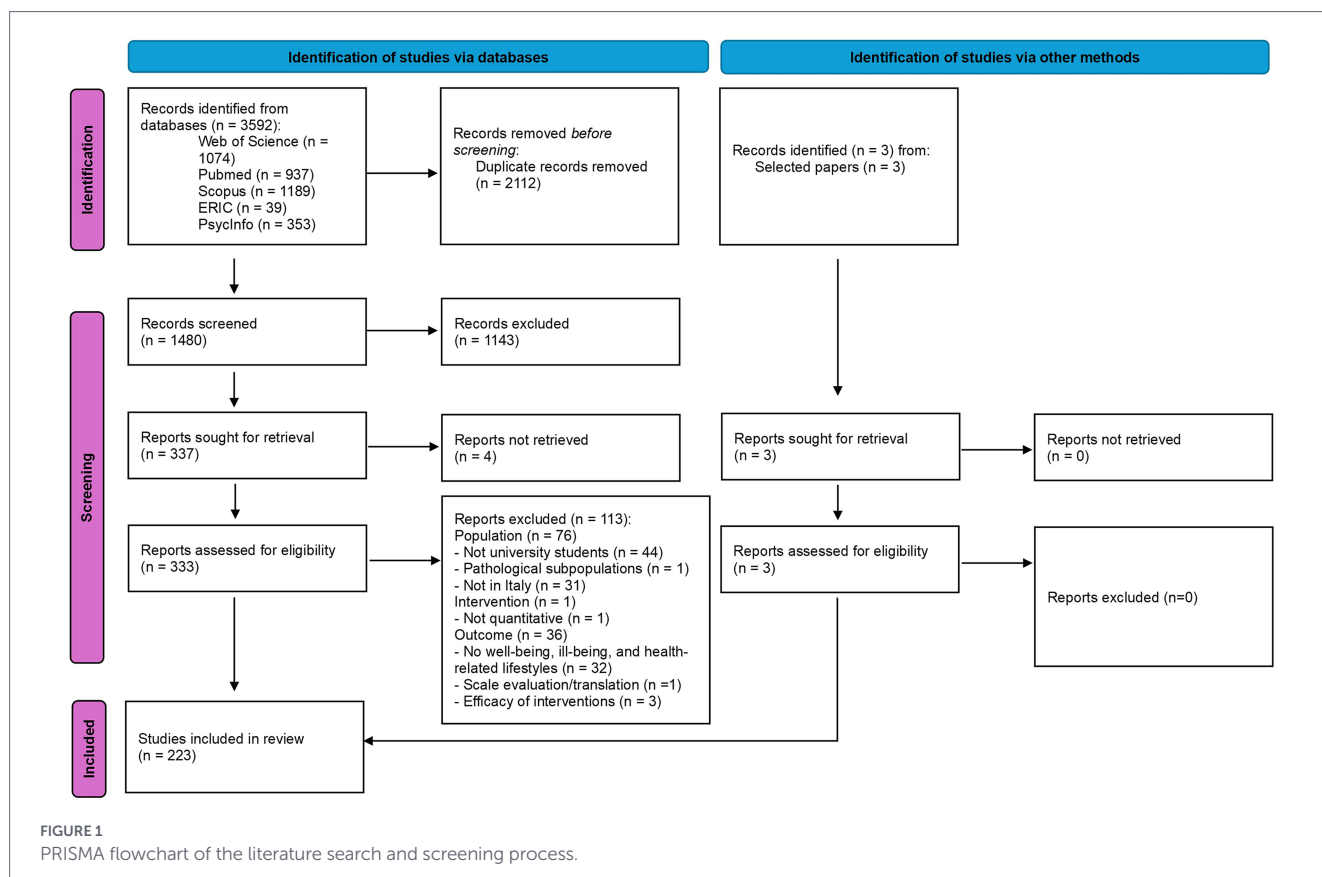 Identification of studies via databases
Identification of studies via other methods
Identification
Records identified from
databases (n = 3592):
Web of Science (n =
1074)
Pubmed (n = 937)
Scopus (n = 1189)
ERIC (n = 39)
PsycInfo (n = 353)
Records removed before
screening:
Duplicate records removed
(n = 2112)
Records identified (n = 3) from:
Selected papers (n = 3)
Screening
Records screened
(n = 1480)
Records excluded
(n = 1143)
Reports sought for retrieval
(n = 337)
Reports not retrieved
(n = 4)
Reports sought for retrieval
(n = 3)
Reports not retrieved
(n = 0)
Reports assessed for eligibility
(n = 333)
Reports excluded (n = 113):
Population (n = 76)
- Not university students (n = 44)
- Pathological subpopulations (n = 1)
- Not in Italy (n = 31)
Intervention (n = 1)
- Not quantitative (n = 1)
Outcome (n = 36)
- No well-being, ill-being, and health-
related lifestyles (n = 32)
- Scale evaluation/translation (n =1)
- Efficacy of interventions (n = 3)
Reports assessed for eligibility
(n = 3)
Reports excluded (n=0)
Included
Studies included in review
(n = 223)
FIGURE 1
PRISMA flowchart of the literature search and screening process.